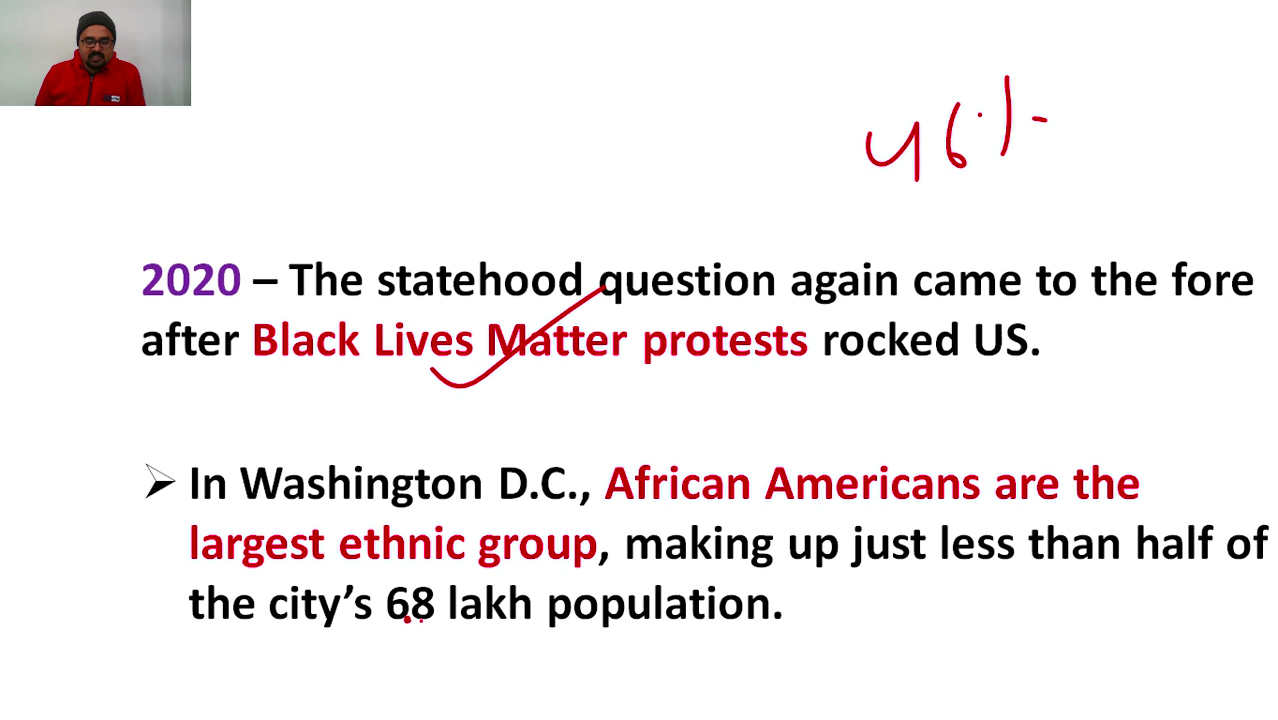 46%
2020 – The statehood question again came to the fore
after Black Lives Matter protests rocked US.
➢ In Washington D.C., African Americans are the
largest ethnic group, making up just less than half of
the city’s 68 lakh population.